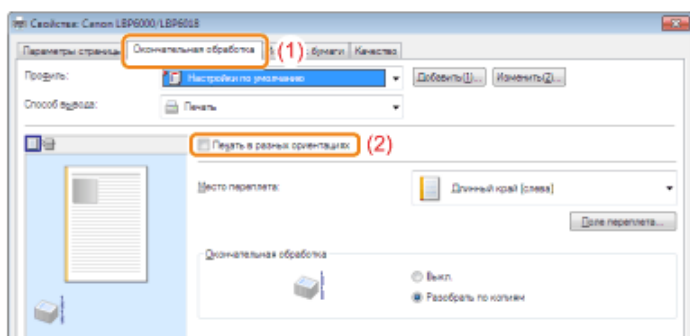 Свойства: Canon LBP6000/LBP6018
Параметры страницы Окончательная обработка (1) бумаги Качество
Профиль: Настройки по умолчанию Добавить(1)... Изменить(2)...
Способ вывода: Печать
Печать в разных ориентациях (2)
Место переплета: Длинный край [слева]
Поле переплета...
Окончательная обработка
Выкл.
Разобрать по копиям